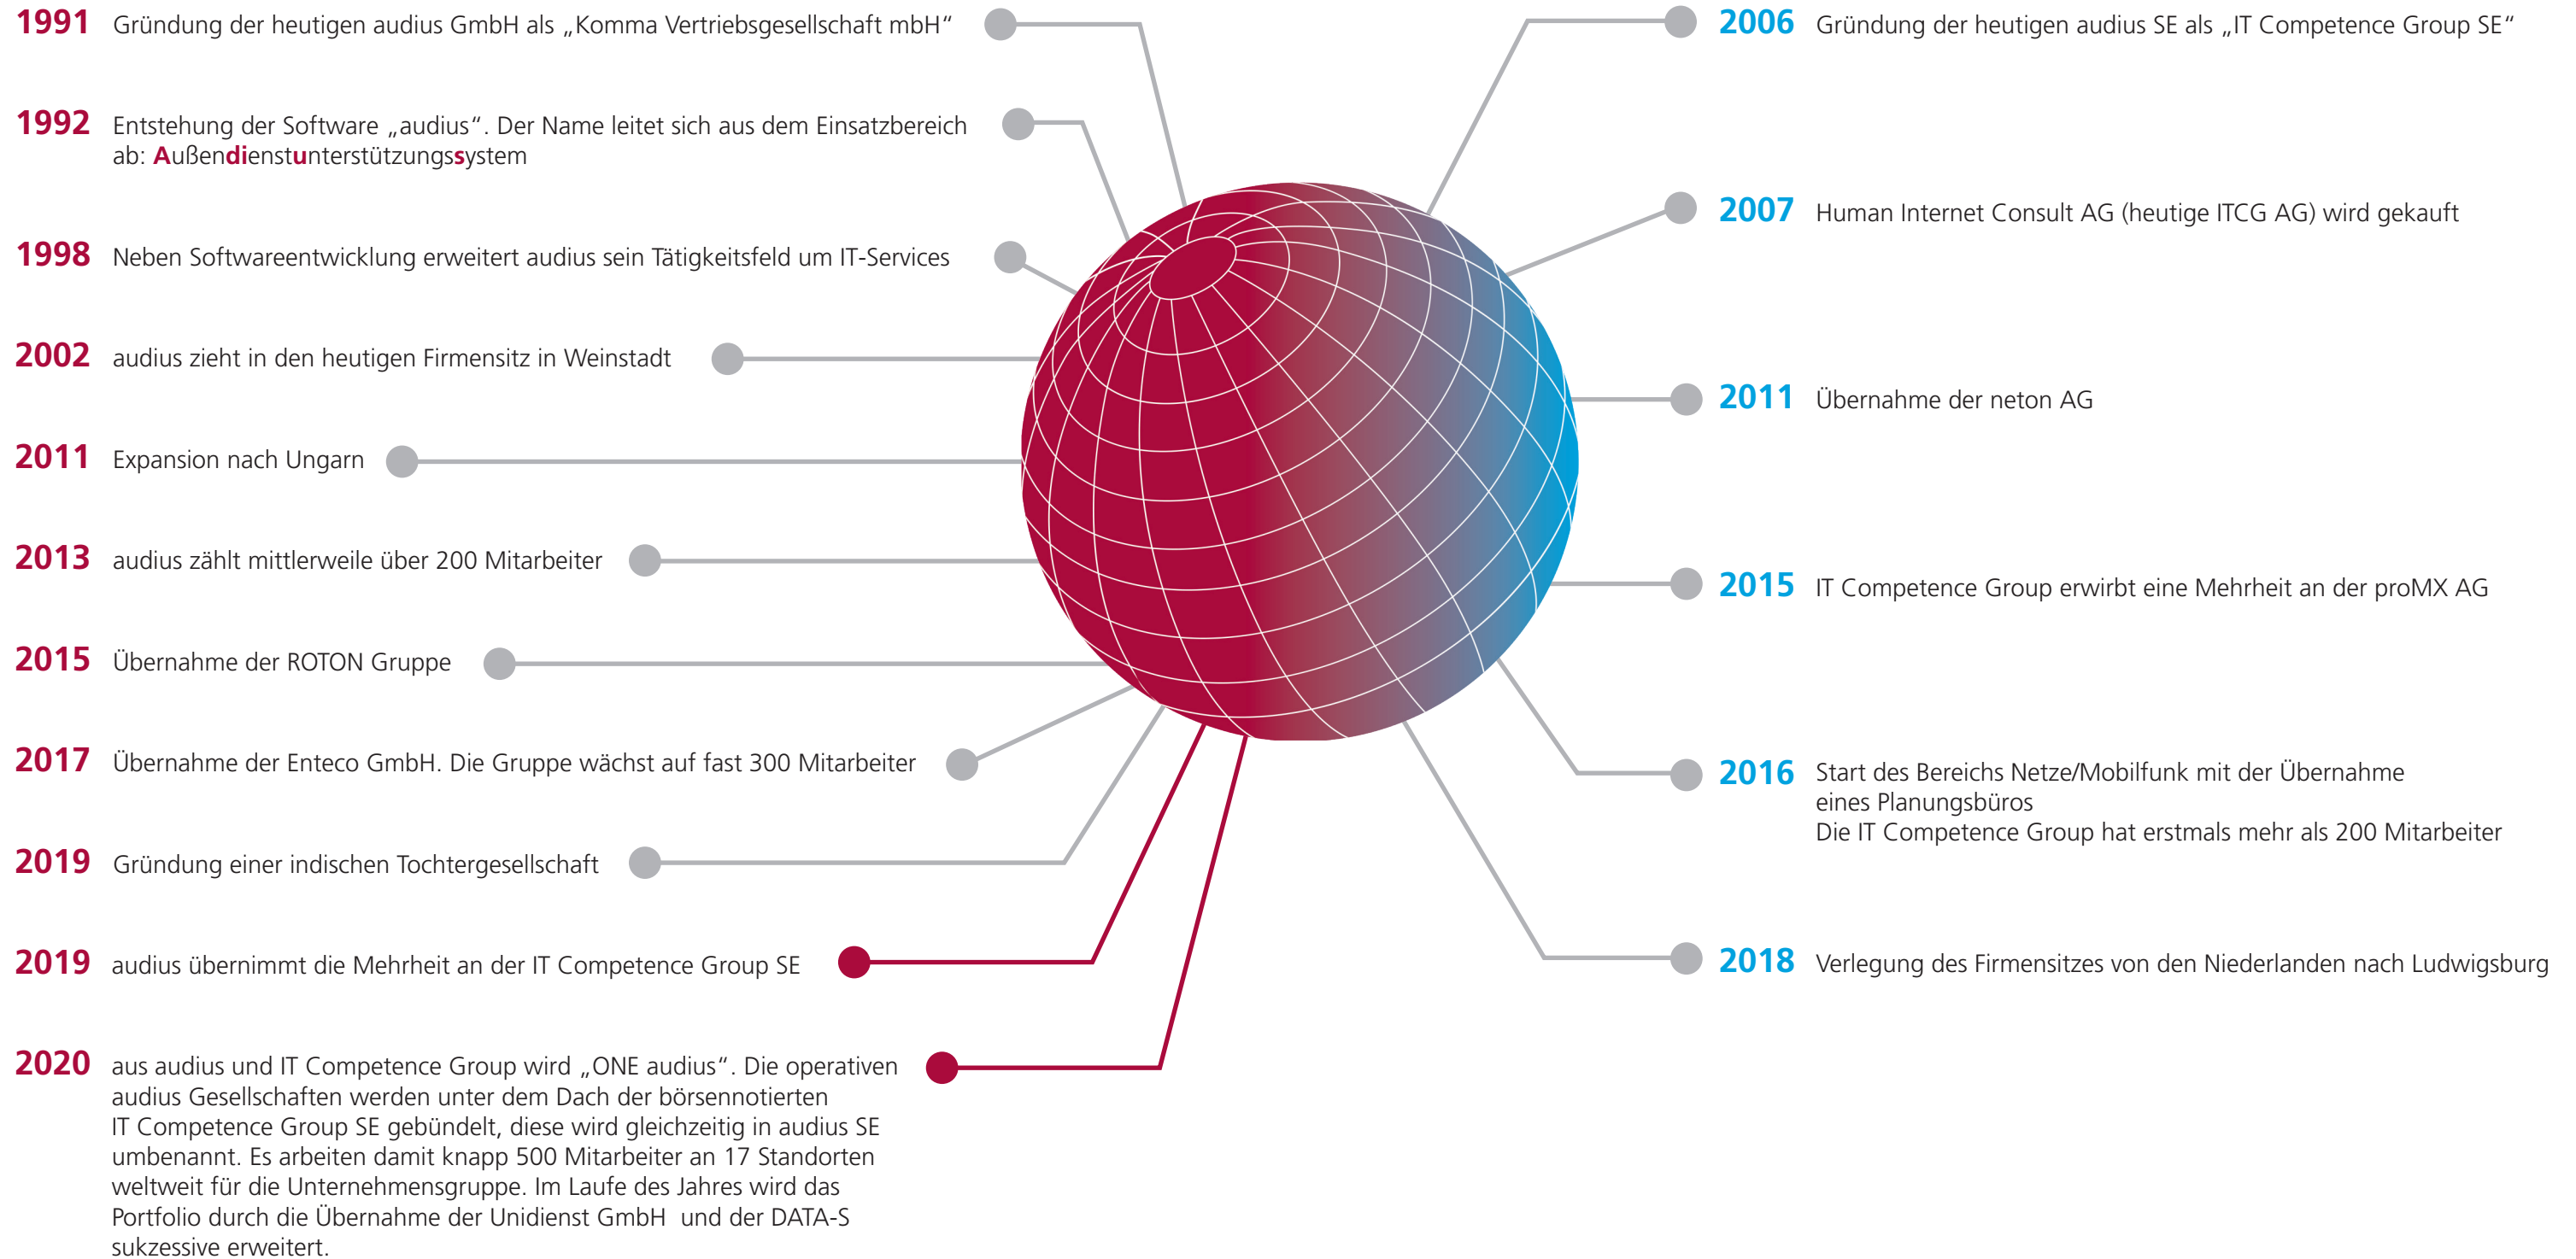 1991 Gründung der heutigen audius GmbH als „Komma Vertriebsgesellschaft mbH“
1992 Entstehung der Software „audius“. Der Name leitet sich aus dem Einsatzbereich
ab: Außendienstunterstützungssystem
1998 Neben Softwareentwicklung erweitert audius sein Tätigkeitsfeld um IT-Services
2002 audius zieht in den heutigen Firmensitz in Weinstadt
2011 Expansion nach Ungarn
2013 audius zählt mittlerweile über 200 Mitarbeiter
2015 Übernahme der ROTON Gruppe
2017 Übernahme der Enteco GmbH. Die Gruppe wächst auf fast 300 Mitarbeiter
2019 Gründung einer indischen Tochtergesellschaft
2019 audius übernimmt die Mehrheit an der IT Competence Group SE
2020 aus audius und IT Competence Group wird „ONE audius“. Die operativen
audius Gesellschaften werden unter dem Dach der börsennotierten
IT Competence Group SE gebündelt, diese wird gleichzeitig in audius SE
umbenannt. Es arbeiten damit knapp 500 Mitarbeiter an 17 Standorten
weltweit für die Unternehmensgruppe. Im Laufe des Jahres wird das
Portfolio durch die Übernahme der Unidienst GmbH und der DATA-S
sukzessive erweitert.
2006 Gründung der heutigen audius SE als „IT Competence Group SE“
2007 Human Internet Consult AG (heutige ITCG AG) wird gekauft
2011 Übernahme der neton AG
2015 IT Competence Group erwirbt eine Mehrheit an der proMX AG
2016 Start des Bereichs Netze/Mobilfunk mit der Übernahme
eines Planungsbüros
Die IT Competence Group hat erstmals mehr als 200 Mitarbeiter
2018 Verlegung des Firmensitzes von den Niederlanden nach Ludwigsburg